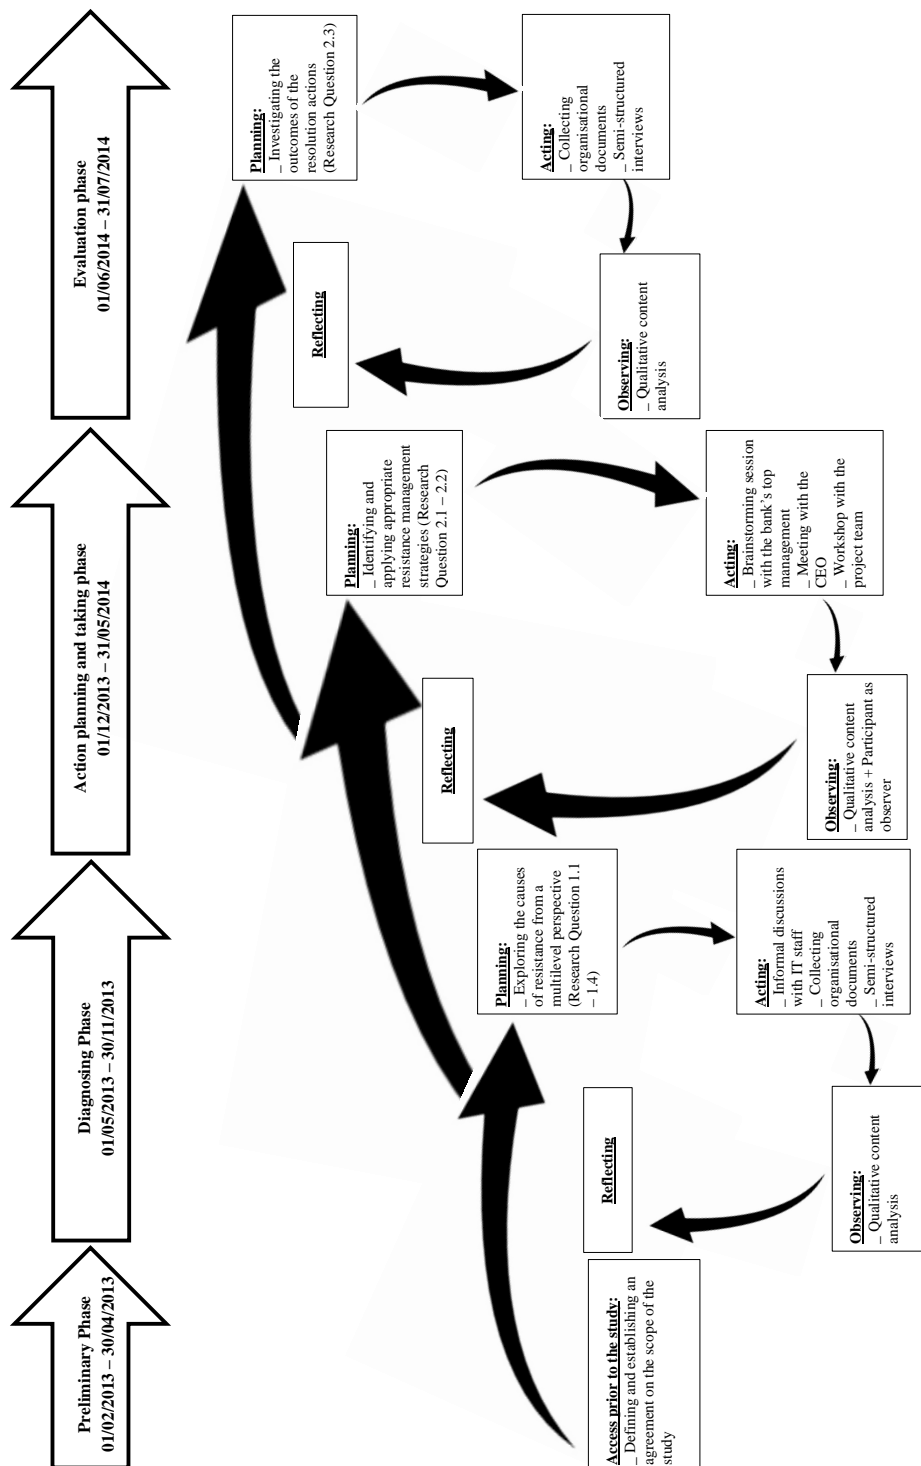 Preliminary Phase
01/02/2013 – 30/04/2013
Diagnosing Phase
01/05/2013 – 30/11/2013
Action planning and taking phase
01/12/2013 – 31/05/2014
Evaluation phase
01/06/2014 – 31/07/2014
Access prior to the study:
_ Defining and establishing an
agreement on the scope of the
study
Planning:
_ Exploring the causes
of resistance from a
multilevel perspective
(Research Question 1.1
– 1.4)
Acting:
_ Informal discussions
with IT staff
_ Collecting
organisational
documents
_ Semi-structured
interviews
Observing:
_ Qualitative content
analysis
Reflecting
Planning:
_ Identifying and
applying appropriate
resistance management
strategies (Research
Question 2.1 – 2.2)
Acting:
_ Brainstorming session
with the bank’s top
management
_ Meeting with the
CEO
_ Workshop with the
project team
Observing:
_ Qualitative content
analysis + Participant as
observer
Reflecting
Planning:
_ Investigating the
outcomes of the
resolution actions
(Research Question 2.3)
Acting:
_ Collecting
organisational
documents
_ Semi-structured
interviews
Observing:
_ Qualitative content
analysis
Reflecting